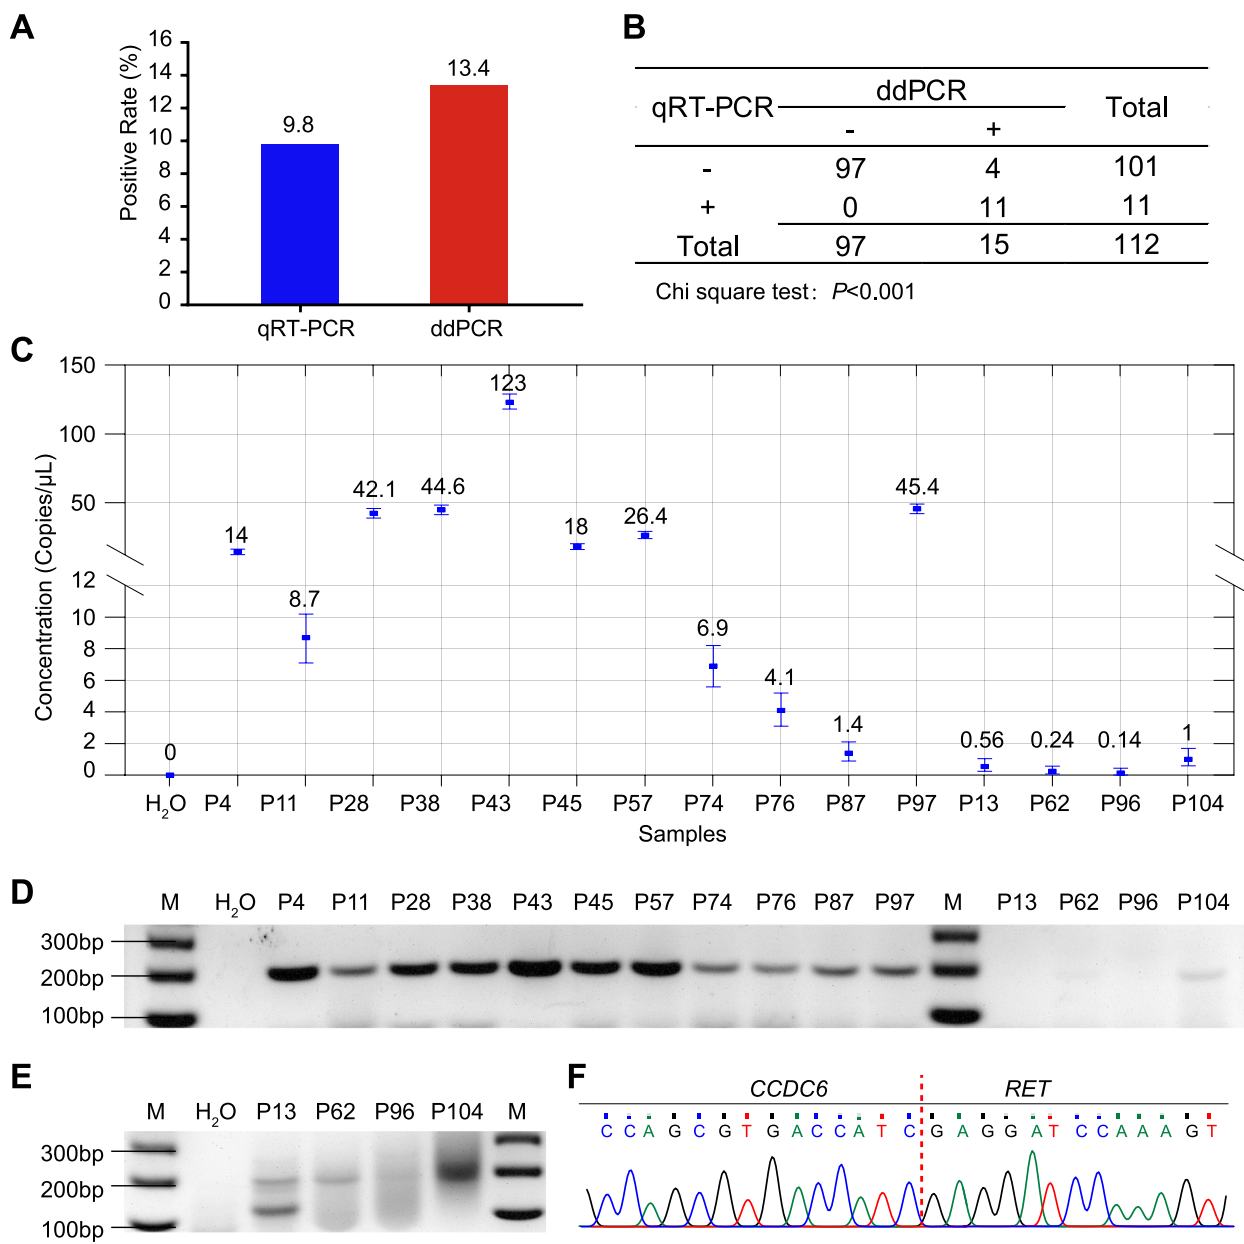 A
Positive Rate (%)
16
14
12
10
8
6
4
2
0
9.8
13.4
qRT-PCR ddPCR
B
qRT-PCR ddPCR Total
- +
- 97 4 101
+ 0 11 11
Total 97 15 112
Chi square test: P<0.001
C
Concentration (Copies/µL)
150
100
50
12
10
8
6
4
2
0
0 14 8.7 42.1 44.6 123 18 26.4 6.9 4.1 1.4 45.4 0.56 0.24 0.14 1
H₂O P4 P11 P28 P38 P43 P45 P57 P74 P76 P87 P97 P13 P62 P96 P104
Samples
D
M H₂O P4 P11 P28 P38 P43 P45 P57 P74 P76 P87 P97 M P13 P62 P96 P104
300bp
200bp
100bp
E
M H₂O P13 P62 P96 P104 M
300bp
200bp
100bp
F
CCDC6 RET
C C A G C G T G A C C A T C G A G G A T C C A A A G T